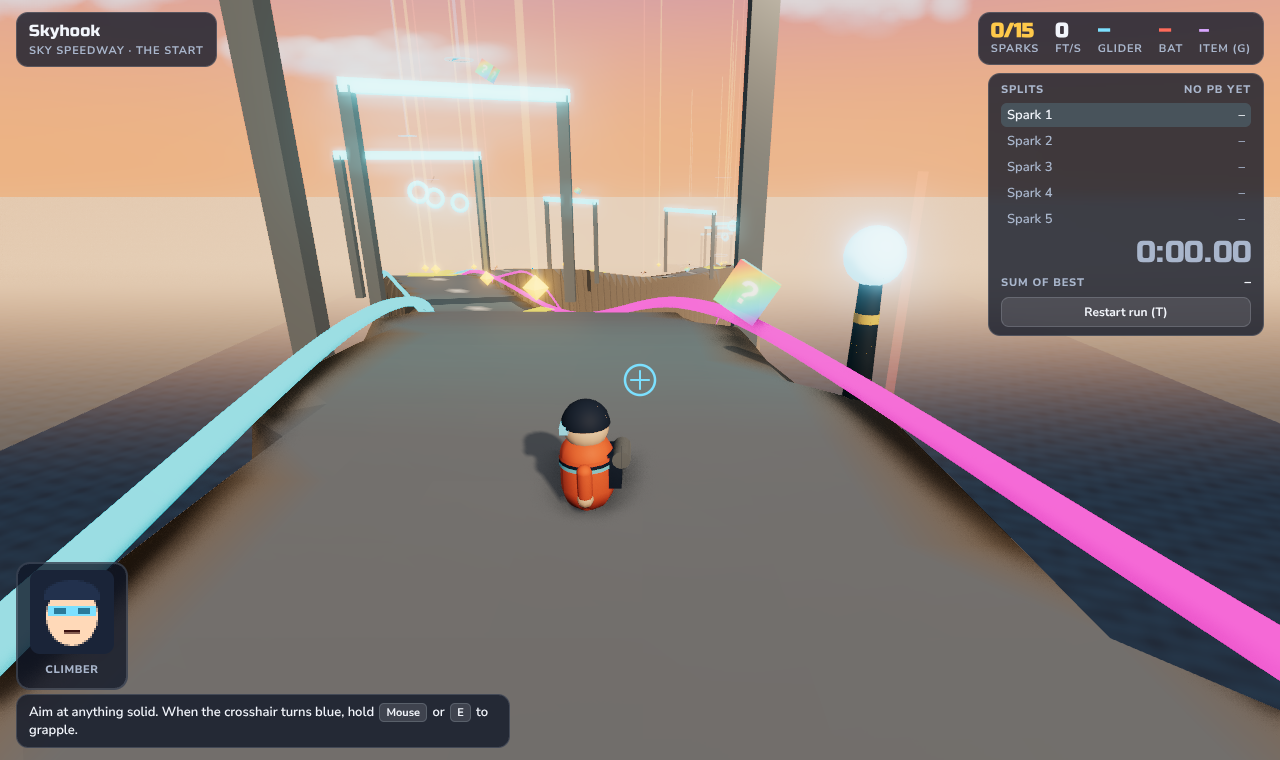 Skyhook
SKY SPEEDWAY · THE START
0/15
SPARKS
0
FT/S
–
GLIDER
–
BAT
–
ITEM (G)
SPLITS
NO PB YET
Spark 1 –
Spark 2 –
Spark 3 –
Spark 4 –
Spark 5 –
0:00.00
SUM OF BEST –
Restart run (T)
?
CLIMBER
Aim at anything solid. When the crosshair turns blue, hold Mouse or E to
grapple.